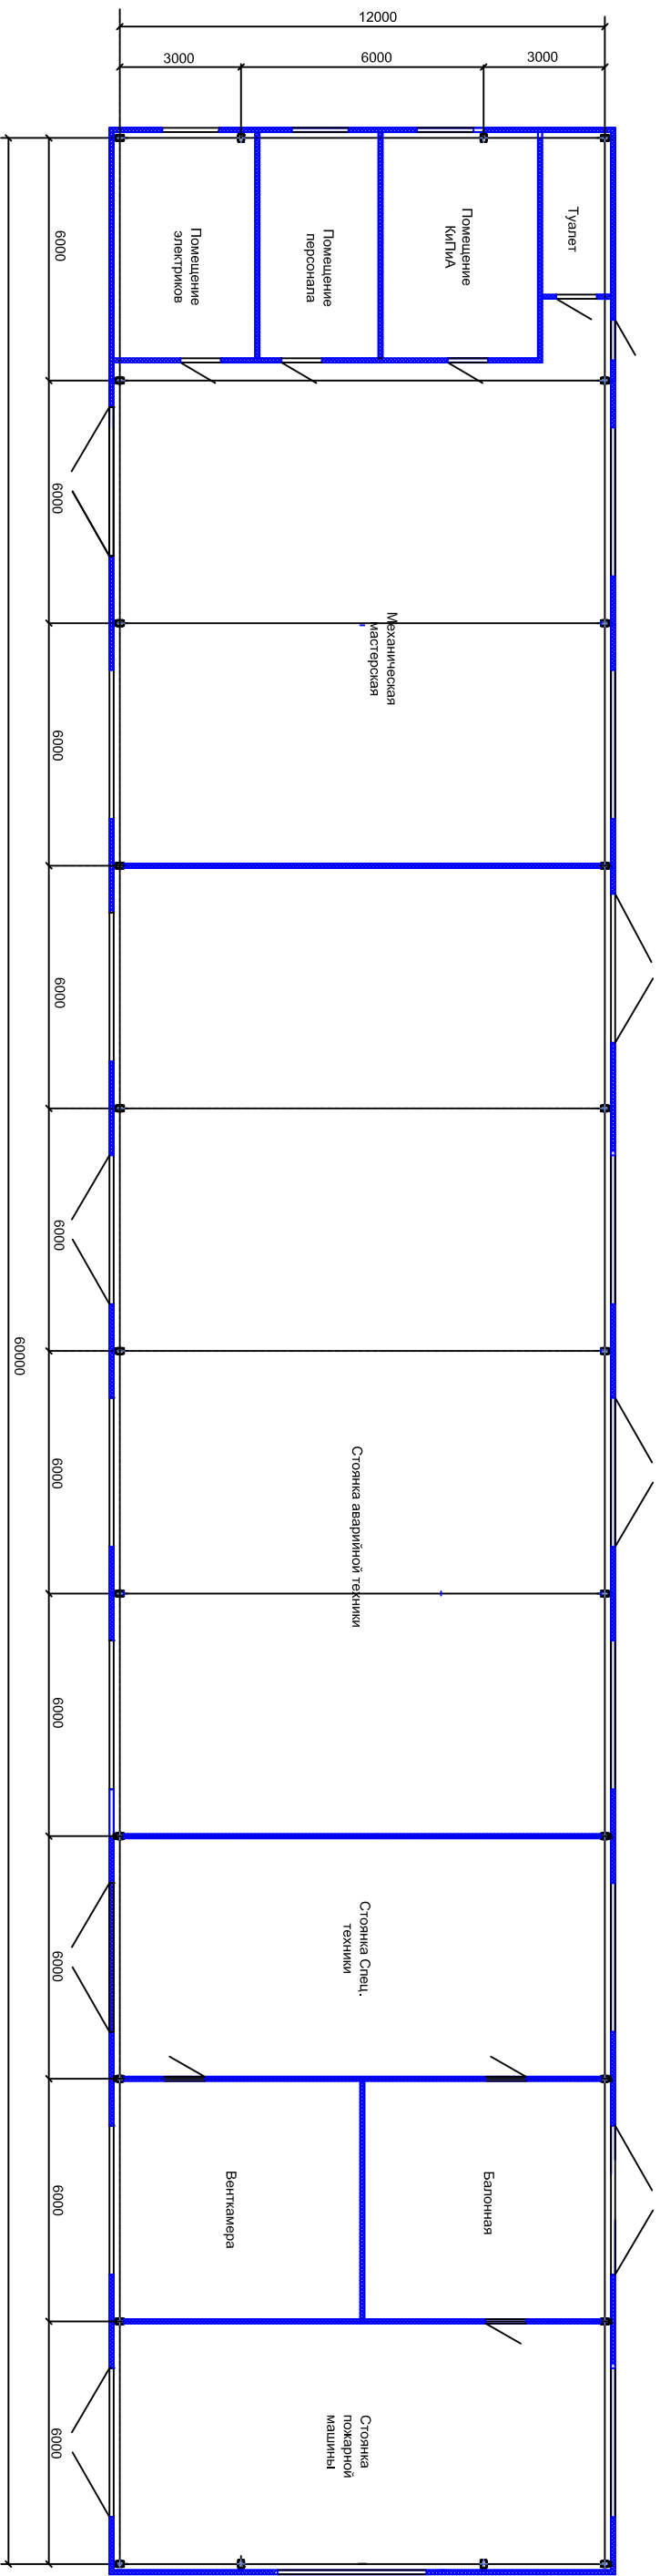 12000
3000
6000
3000
Туалет
Помещение
КиПиА
Помещение
персонала
Помещение
электриков
6000
6000
Механическая
мастерская
6000
6000
6000
60000
Стоянка аварийной техники
6000
6000
Стоянка Спец.
техники
6000
Балонная
Венткамера
6000
Стоянка
пожарной
машины
6000